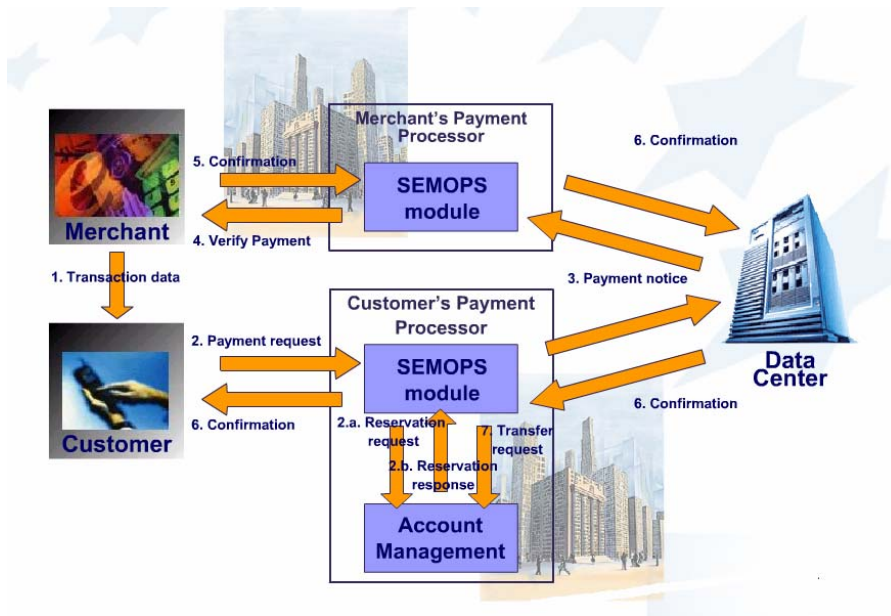 Merchant's Payment
Processor
6. Confirmation
5. Confirmation
SEMOPS
module
Merchant
4. Verify Payment
1. Transaction data
3. Payment notice
Customer's Payment
Processor
2. Payment request
SEMOPS
module
Data
Center
Customer
6. Confirmation
6. Confirmation
2.a. Reservation
request
7. Transfer
request
2.b. Reservation
response
Account
Management